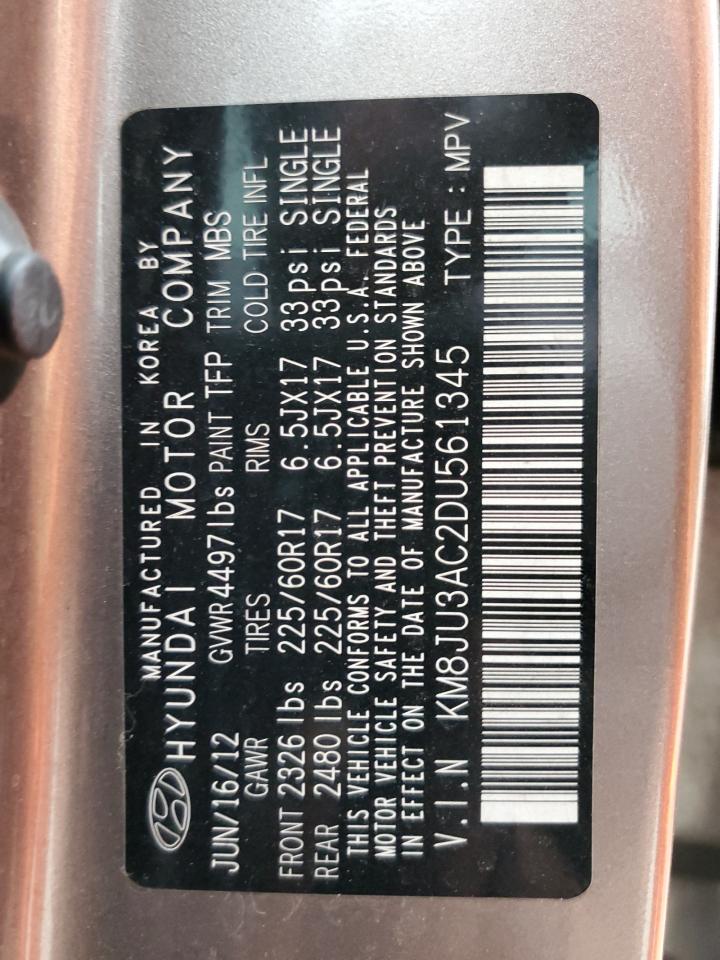 MANUFACTURED IN KOREA BY
HYUNDAI MOTOR COMPANY
JUN/16/12 GVWR4497lbs PAINT TFP TRIM MBS
GAWR TIRES RIMS COLD TIRE INFL
FRONT 2326 lbs 225/60R17 6.5JX17 33psi SINGLE
REAR 2480 lbs 225/60R17 6.5JX17 33psi SINGLE
THIS VEHICLE CONFORMS TO ALL APPLICABLE U.S.A. FEDERAL
MOTOR VEHICLE SAFETY AND THEFT PREVENTION STANDARDS
IN EFFECT ON THE DATE OF MANUFACTURE SHOWN ABOVE
V.I.N KM8JU3AC2DU561345 TYPE : MPV